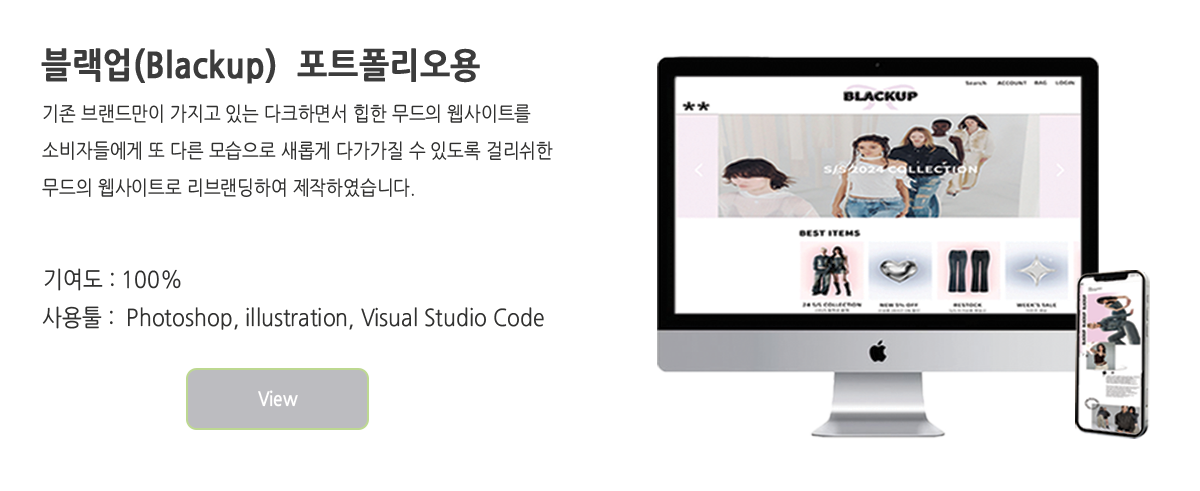 블랙업(Blackup) 포트폴리오용
기존 브랜드만이 가지고 있는 다크하면서 힙한 무드의 웹사이트를
소비자들에게 또 다른 모습으로 새롭게 다가가질 수 있도록 걸리쉬한
무드의 웹사이트로 리브랜딩하여 제작하였습니다.
기여도 : 100%
사용툴 : Photoshop, illustration, Visual Studio Code
View
Search ACCOUNT BAG LOGIN
BLACKUP
**
S/S 2024 COLLECTION
BEST ITEMS
24 S/S COLLECTION NEW 5% OFF RESTOCK WEEK'S SALE